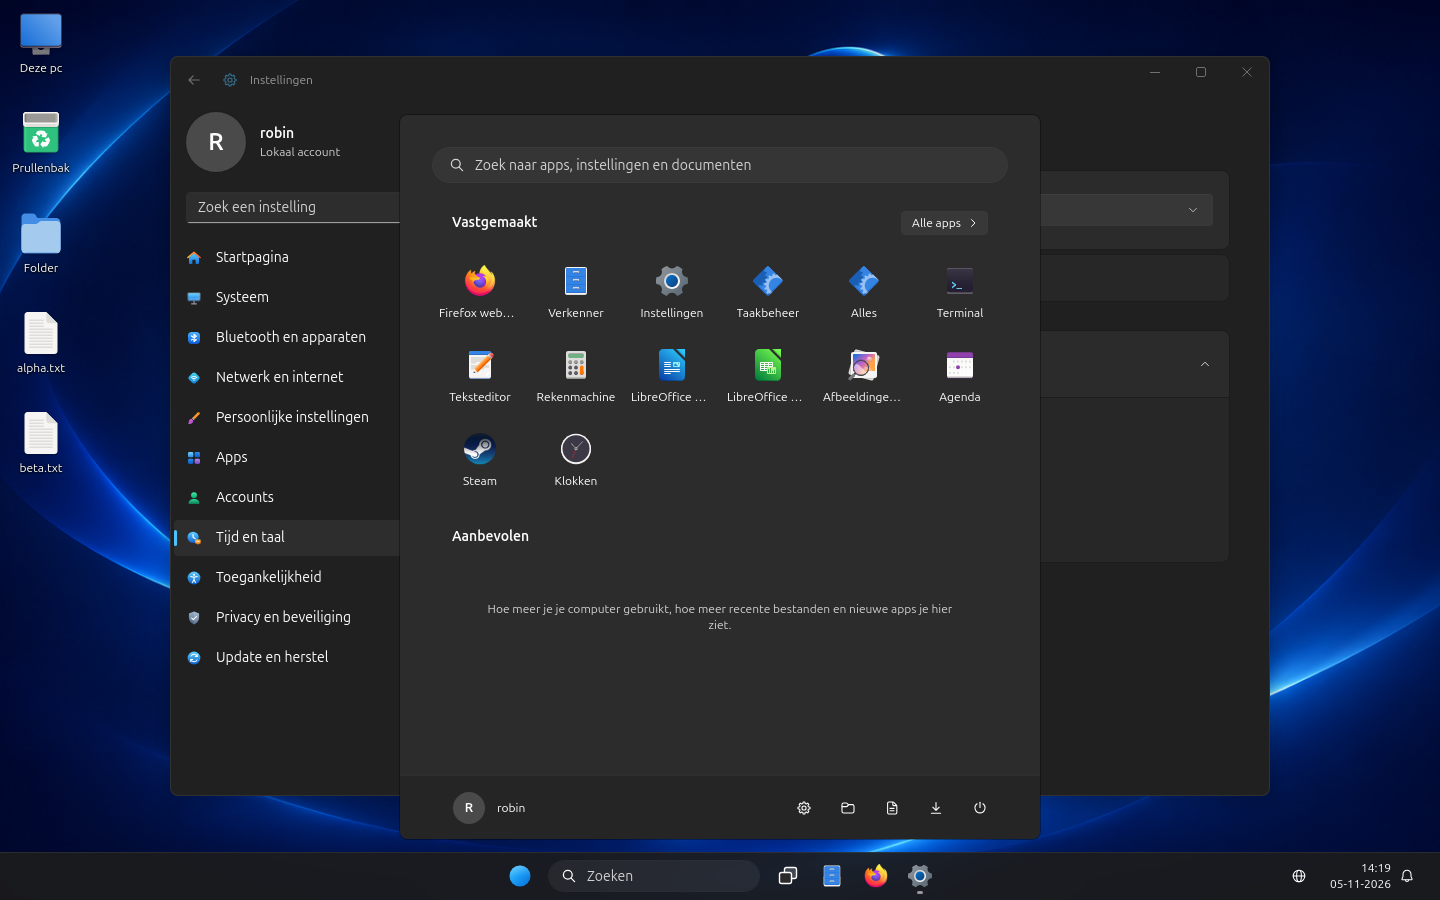 Deze pc
Prullenbak
Folder
alpha.txt
beta.txt
Instellingen
R
robin
Lokaal account
Zoek een instelling
Startpagina
Systeem
Bluetooth en apparaten
Netwerk en internet
Persoonlijke instellingen
Apps
Accounts
Tijd en taal
Toegankelijkheid
Privacy en beveiliging
Update en herstel
Zoek naar apps, instellingen en documenten
Vastgemaakt
Alle apps
Firefox web...
Verkenner
Instellingen
Taakbeheer
Alles
Terminal
Teksteditor
Rekenmachine
LibreOffice ...
LibreOffice ...
Afbeeldinge...
Agenda
Steam
Klokken
Aanbevolen
Hoe meer je je computer gebruikt, hoe meer recente bestanden en nieuwe apps je hier
ziet.
R
robin
Zoeken
14:19
05-11-2026